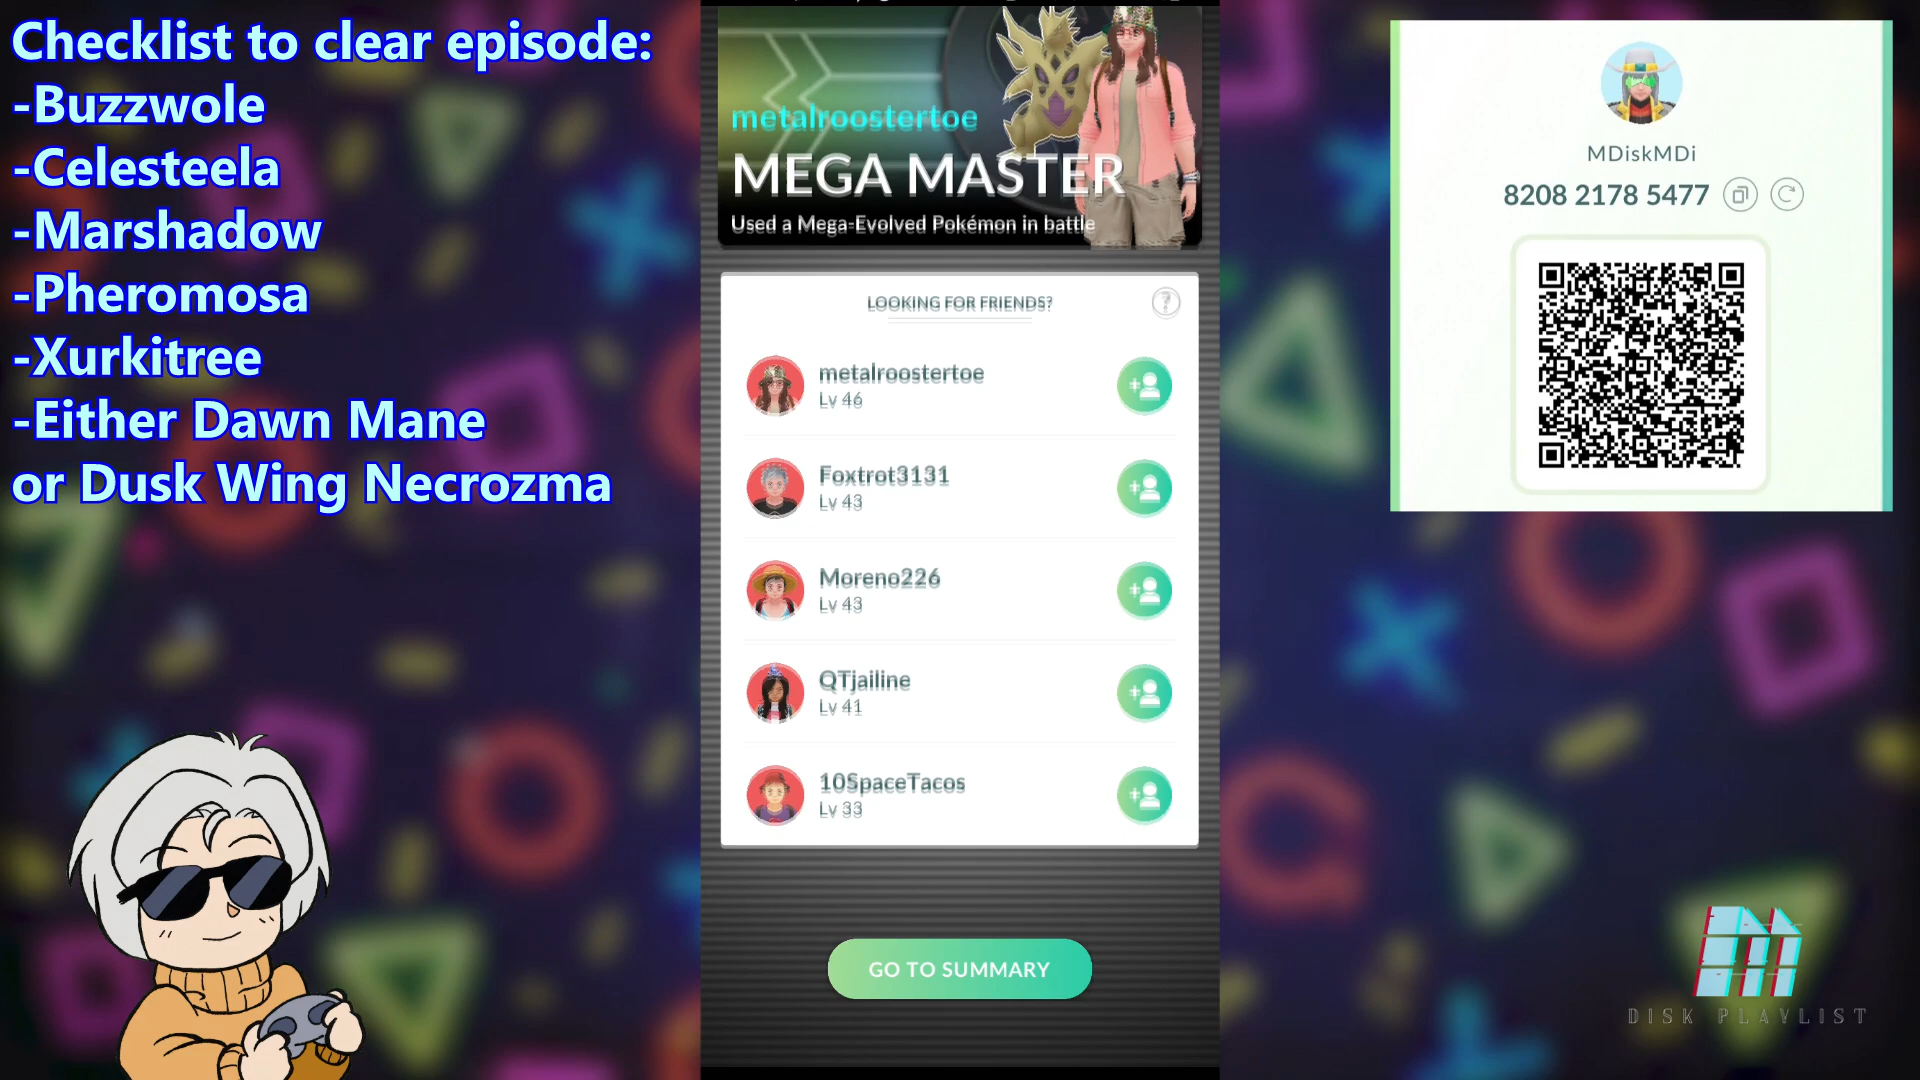 Checklist to clear episode:
-Buzzwole
-Celesteela
-Marshadow
-Pheromosa
-Xurkitree
-Either Dawn Mane
or Dusk Wing Necrozma
metalroostertoe
MEGA MASTER
Used a Mega-Evolved Pokémon in battle
LOOKING FOR FRIENDS?
?
metalroostertoe
Lv 46
Foxtrot3131
Lv 43
Moreno226
Lv 43
QTjailine
Lv 41
10SpaceTacos
Lv 33
GO TO SUMMARY
MDiskMDi
8208 2178 5477
DISK PLAYLIST